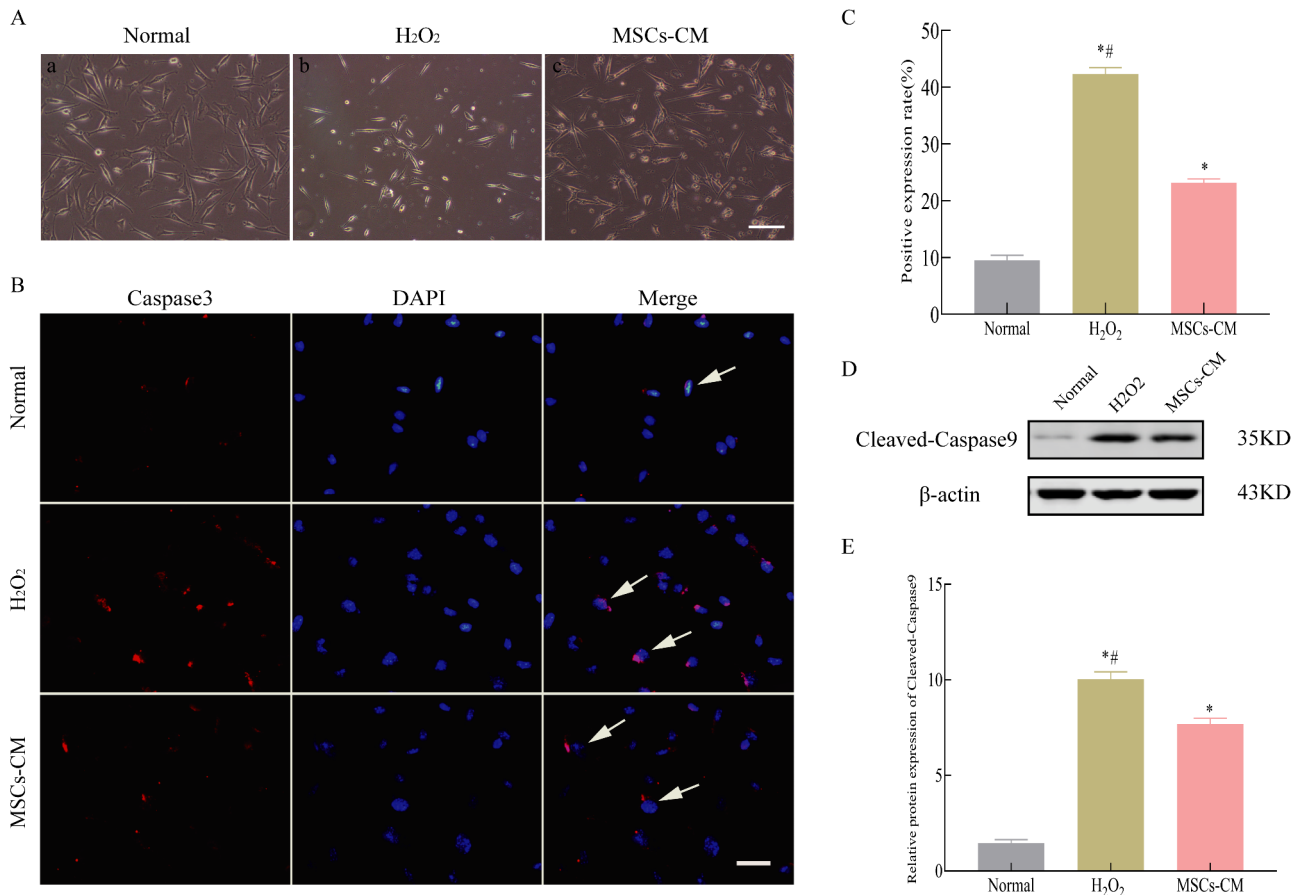 A
Normal
H₂O₂
MSCs-CM
a
b
c
B
Caspase3
DAPI
Merge
Normal
H₂O₂
MSCs-CM
C
Positive expression rate(%)
50
40
30
20
10
0
*#
*
Normal
H₂O₂
MSCs-CM
D
Normal
H2O2
MSCs-CM
Cleaved-Caspase9
35KD
β-actin
43KD
E
Relative protein expression of Cleaved-Caspase9
15
10
5
0
*#
*
Normal
H₂O₂
MSCs-CM